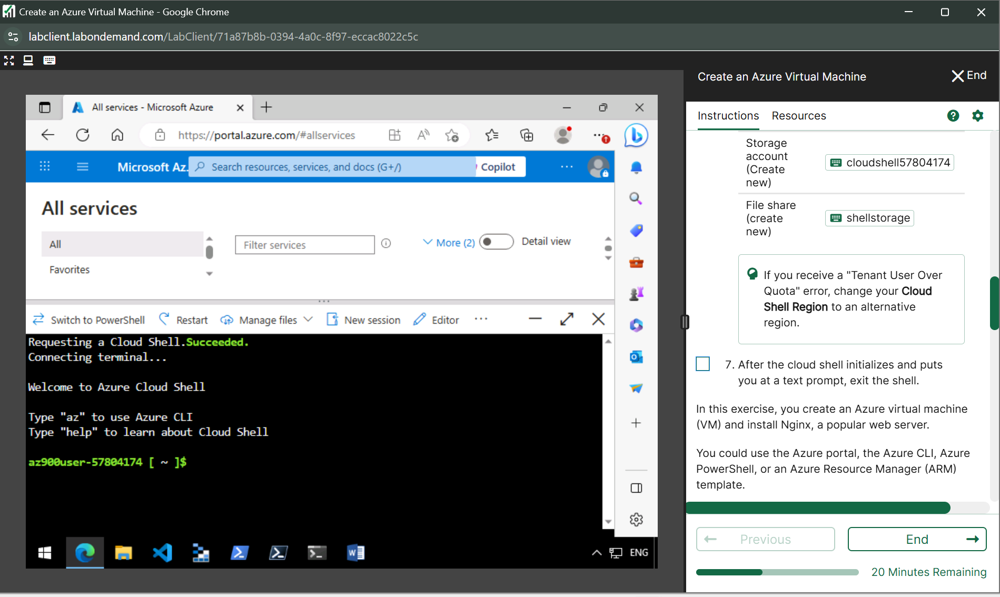 Create an Azure Virtual Machine - Google Chrome
labclient.labondemand.com/LabClient/71a87b8b-0394-4a0c-8f97-eccac8022c5c
All services - Microsoft Azure
https://portal.azure.com/#allservices
Microsoft Az.
Search resources, services, and docs (G+/)
Copilot
All services
All
Favorites
Filter services
More (2)
Detail view
Switch to PowerShell
Restart
Manage files
New session
Editor
Requesting a Cloud Shell.Succeeded.
Connecting terminal...
Welcome to Azure Cloud Shell
Type "az" to use Azure CLI
Type "help" to learn about Cloud Shell
az900user-57804174 [ ~ ]$
ENG
Create an Azure Virtual Machine
End
Instructions
Resources
Storage
account
(Create
new)
cloudshell57804174
File share
(create
new)
shellstorage
If you receive a "Tenant User Over
Quota" error, change your Cloud
Shell Region to an alternative
region.
7. After the cloud shell initializes and puts
you at a text prompt, exit the shell.
In this exercise, you create an Azure virtual machine
(VM) and install Nginx, a popular web server.
You could use the Azure portal, the Azure CLI, Azure
PowerShell, or an Azure Resource Manager (ARM)
template.
Previous
End
20 Minutes Remaining